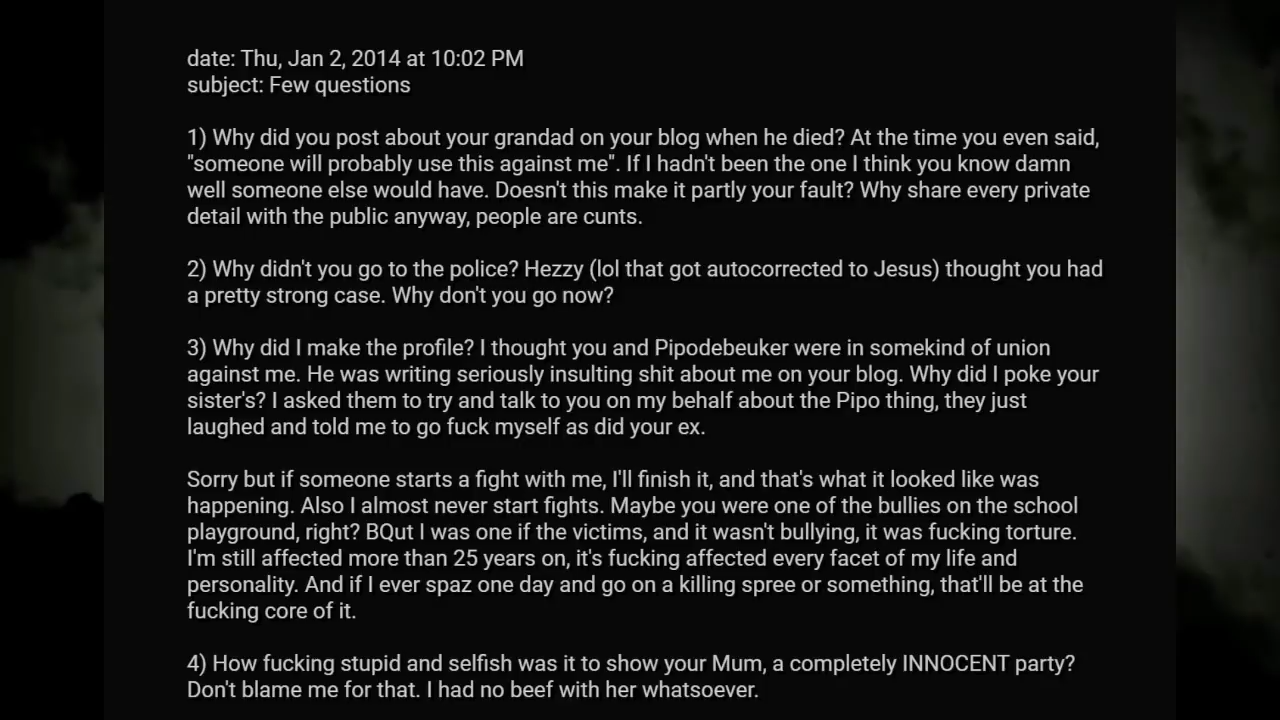 date: Thu, Jan 2, 2014 at 10:02 PM
subject: Few questions
1) Why did you post about your grandad on your blog when he died? At the time you even said,
"someone will probably use this against me". If I hadn't been the one I think you know damn
well someone else would have. Doesn't this make it partly your fault? Why share every private
detail with the public anyway, people are cunts.
2) Why didn't you go to the police? Hezzy (lol that got autocorrected to Jesus) thought you had
a pretty strong case. Why don't you go now?
3) Why did I make the profile? I thought you and Pipodebeuker were in somekind of union
against me. He was writing seriously insulting shit about me on your blog. Why did I poke your
sister's? I asked them to try and talk to you on my behalf about the Pipo thing, they just
laughed and told me to go fuck myself as did your ex.
Sorry but if someone starts a fight with me, I'll finish it, and that's what it looked like was
happening. Also I almost never start fights. Maybe you were one of the bullies on the school
playground, right? BQut I was one if the victims, and it wasn't bullying, it was fucking torture.
I'm still affected more than 25 years on, it's fucking affected every facet of my life and
personality. And if I ever spaz one day and go on a killing spree or something, that'll be at the
fucking core of it.
4) How fucking stupid and selfish was it to show your Mum, a completely INNOCENT party?
Don't blame me for that. I had no beef with her whatsoever.